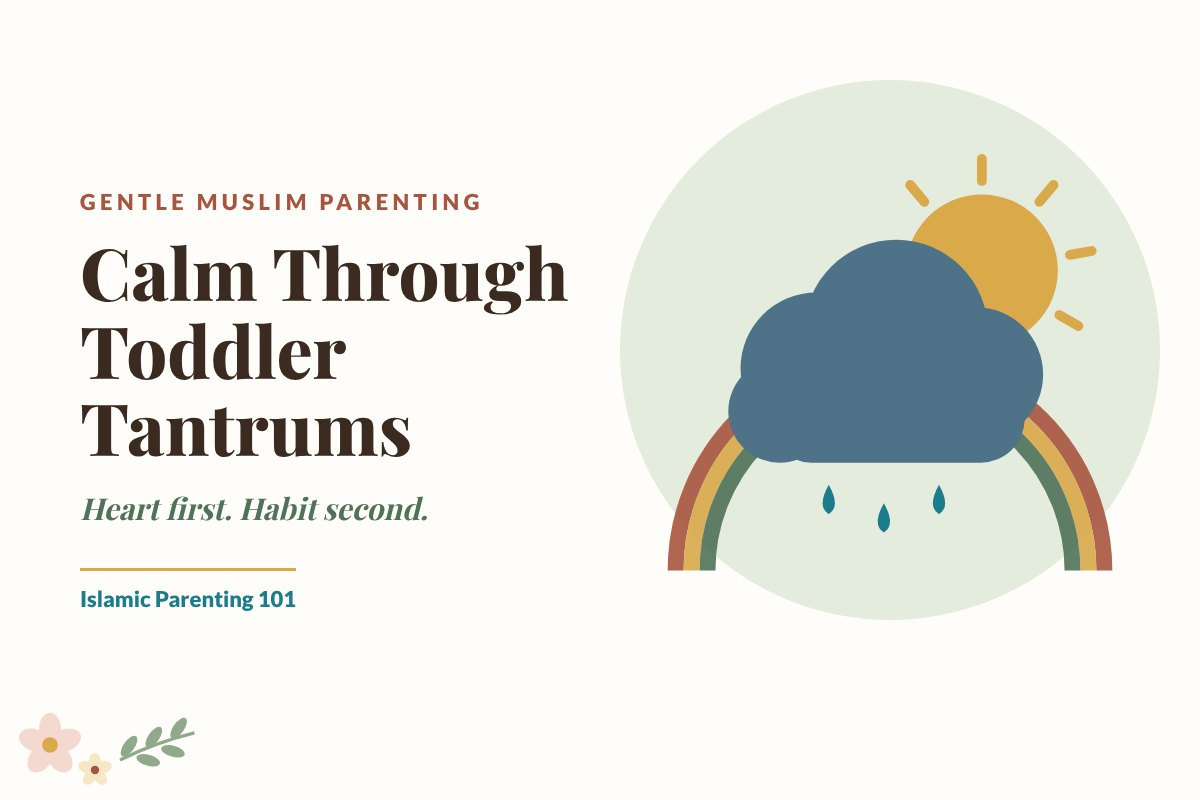 GENTLE MUSLIM PARENTING
Calm Through
Toddler
Tantrums
Heart first. Habit second.
Islamic Parenting 101